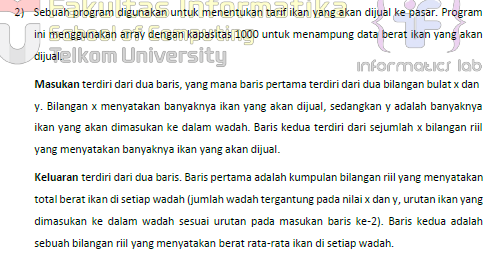 Fakultas Informatika
School of Computing
Telkom University
informatics lab
2) Sebuah program digunakan untuk menentukan tarif ikan yang akan dijual ke pasar. Program
ini menggunakan array dengan kapasitas 1000 untuk menampung data berat ikan yang akan
dijual.
Masukan terdiri dari dua baris, yang mana baris pertama terdiri dari dua bilangan bulat x dan
y. Bilangan x menyatakan banyaknya ikan yang akan dijual, sedangkan y adalah banyaknya
ikan yang akan dimasukan ke dalam wadah. Baris kedua terdiri dari sejumlah x bilangan riil
yang menyatakan banyaknya ikan yang akan dijual.
Keluaran terdiri dari dua baris. Baris pertama adalah kumpulan bilangan riil yang menyatakan
total berat ikan di setiap wadah (jumlah wadah tergantung pada nilai x dan y, urutan ikan yang
dimasukan ke dalam wadah sesuai urutan pada masukan baris ke-2). Baris kedua adalah
sebuah bilangan riil yang menyatakan berat rata-rata ikan di setiap wadah.